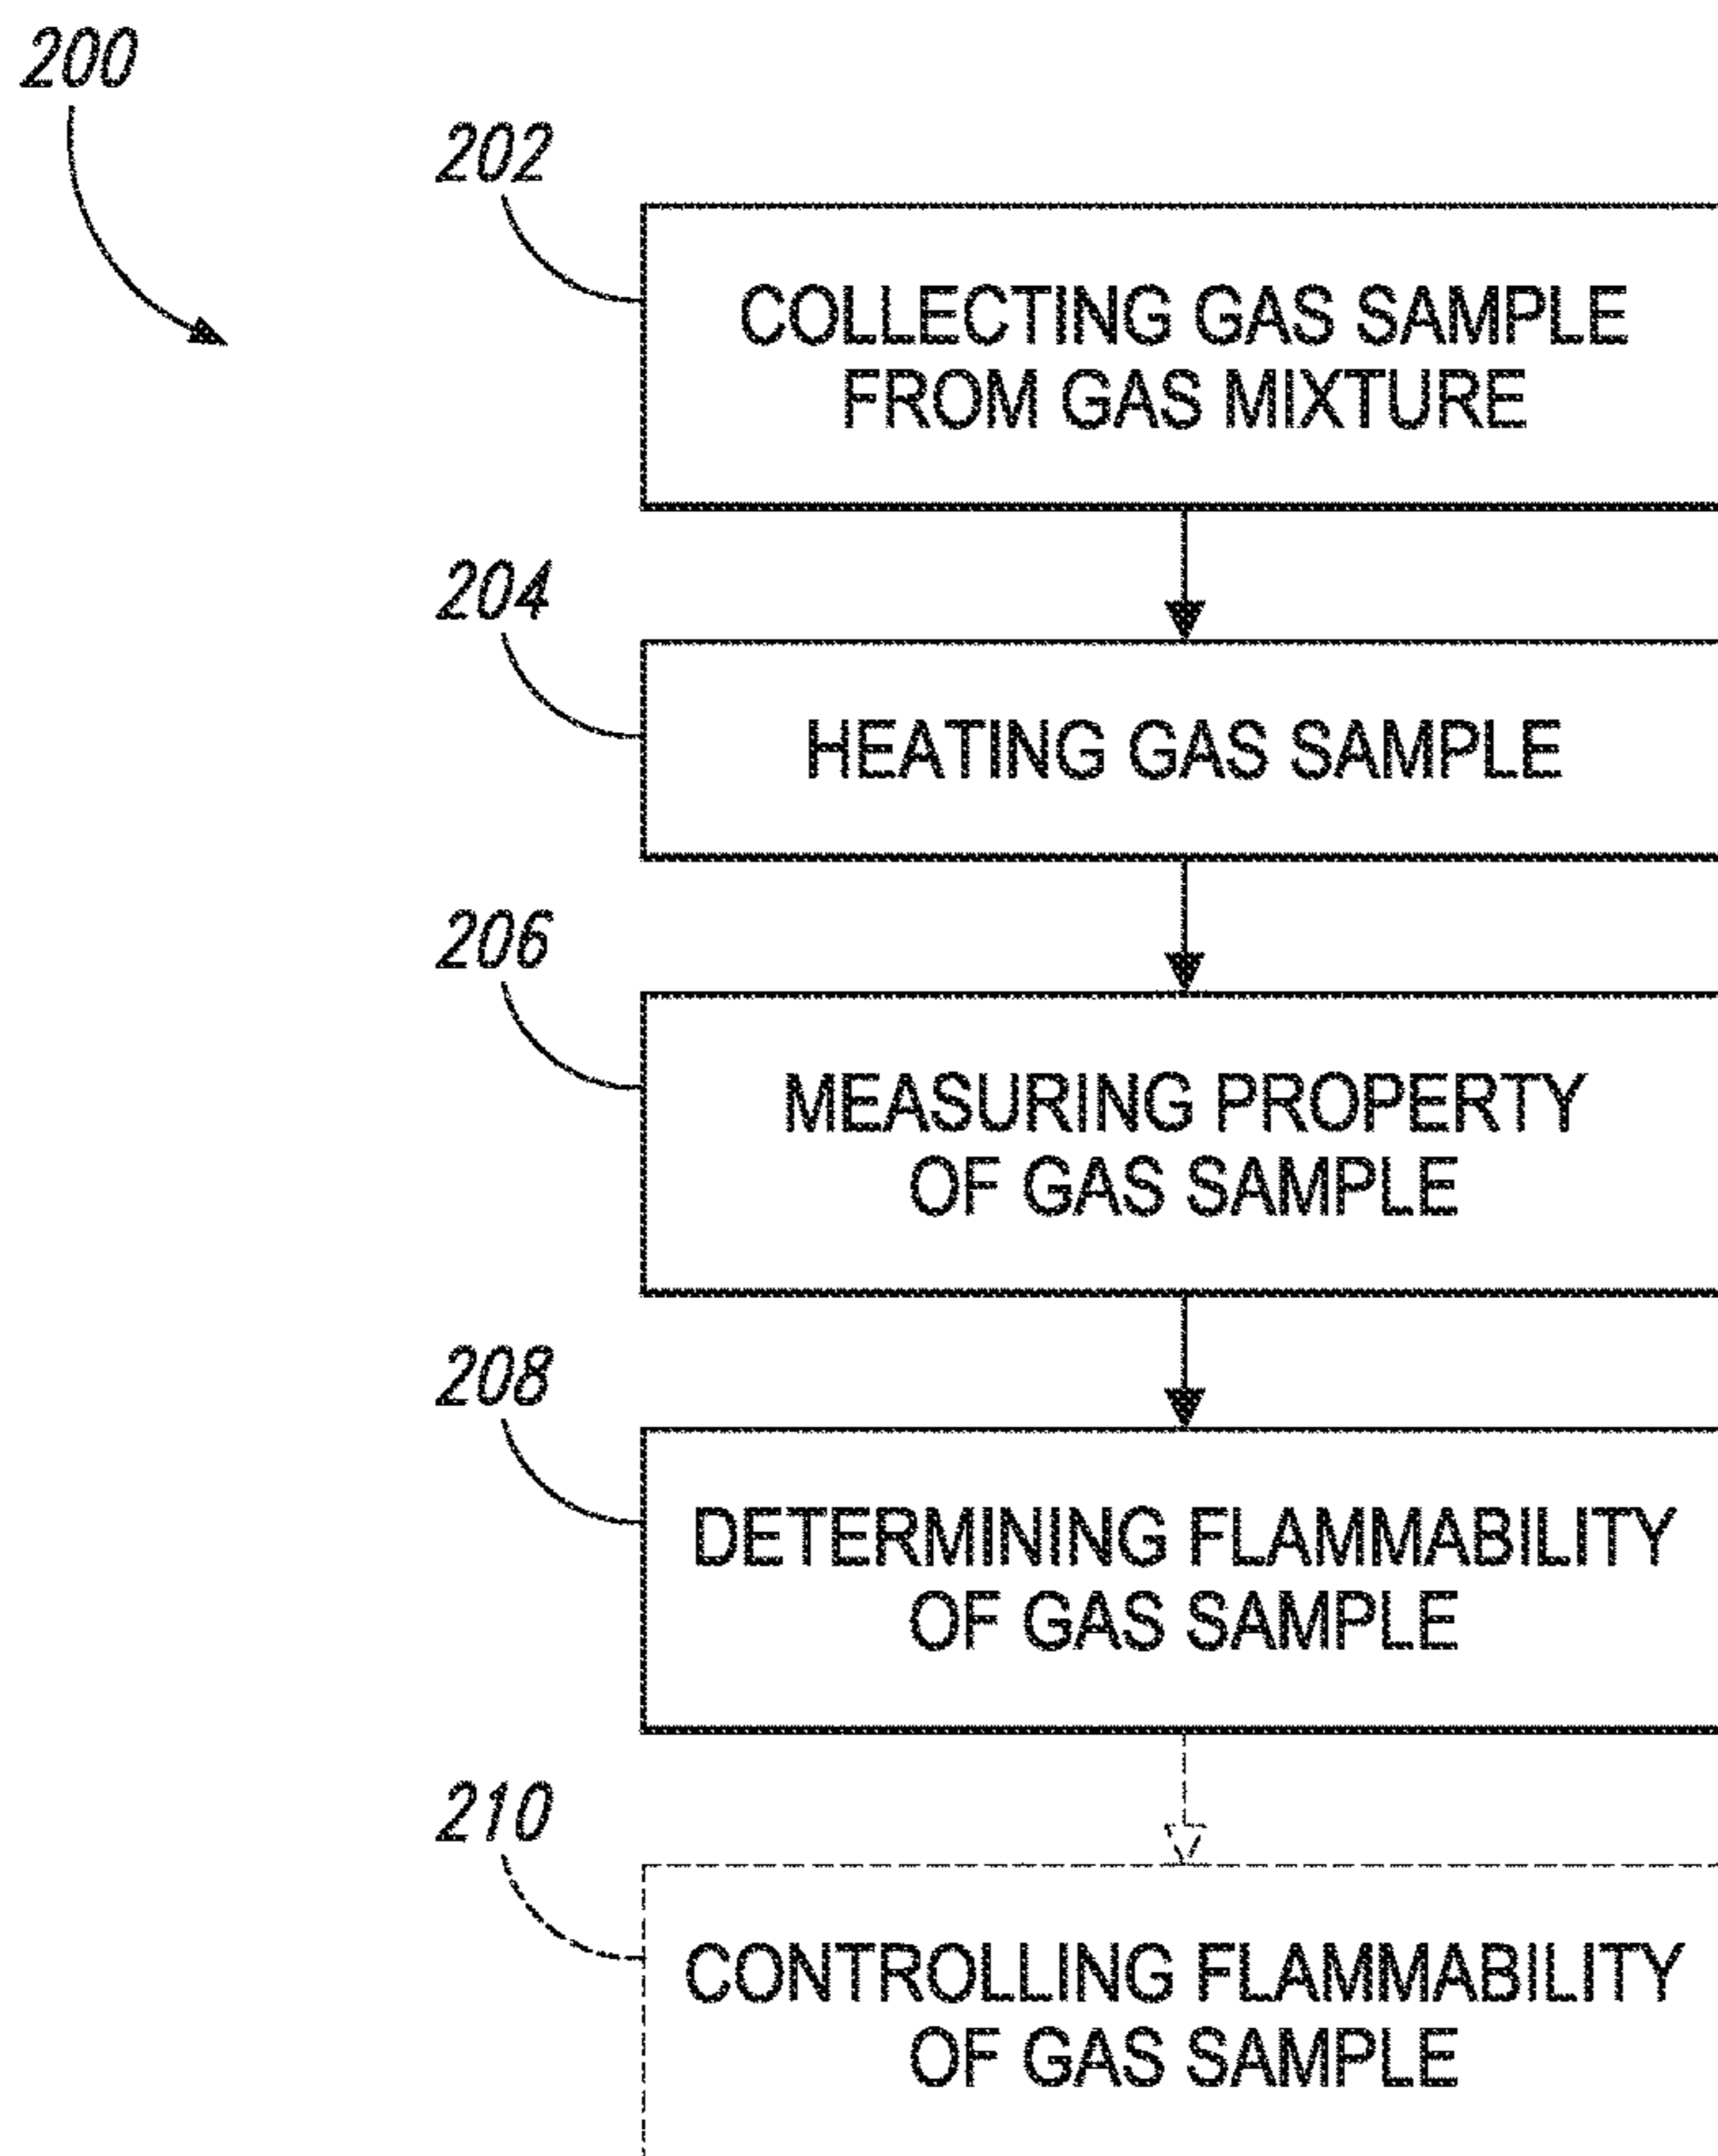 200
202
COLLECTING GAS SAMPLE
FROM GAS MIXTURE
204
HEATING GAS SAMPLE
206
MEASURING PROPERTY
OF GAS SAMPLE
208
DETERMINING FLAMMABILITY
OF GAS SAMPLE
210
CONTROLLING FLAMMABILITY
OF GAS SAMPLE